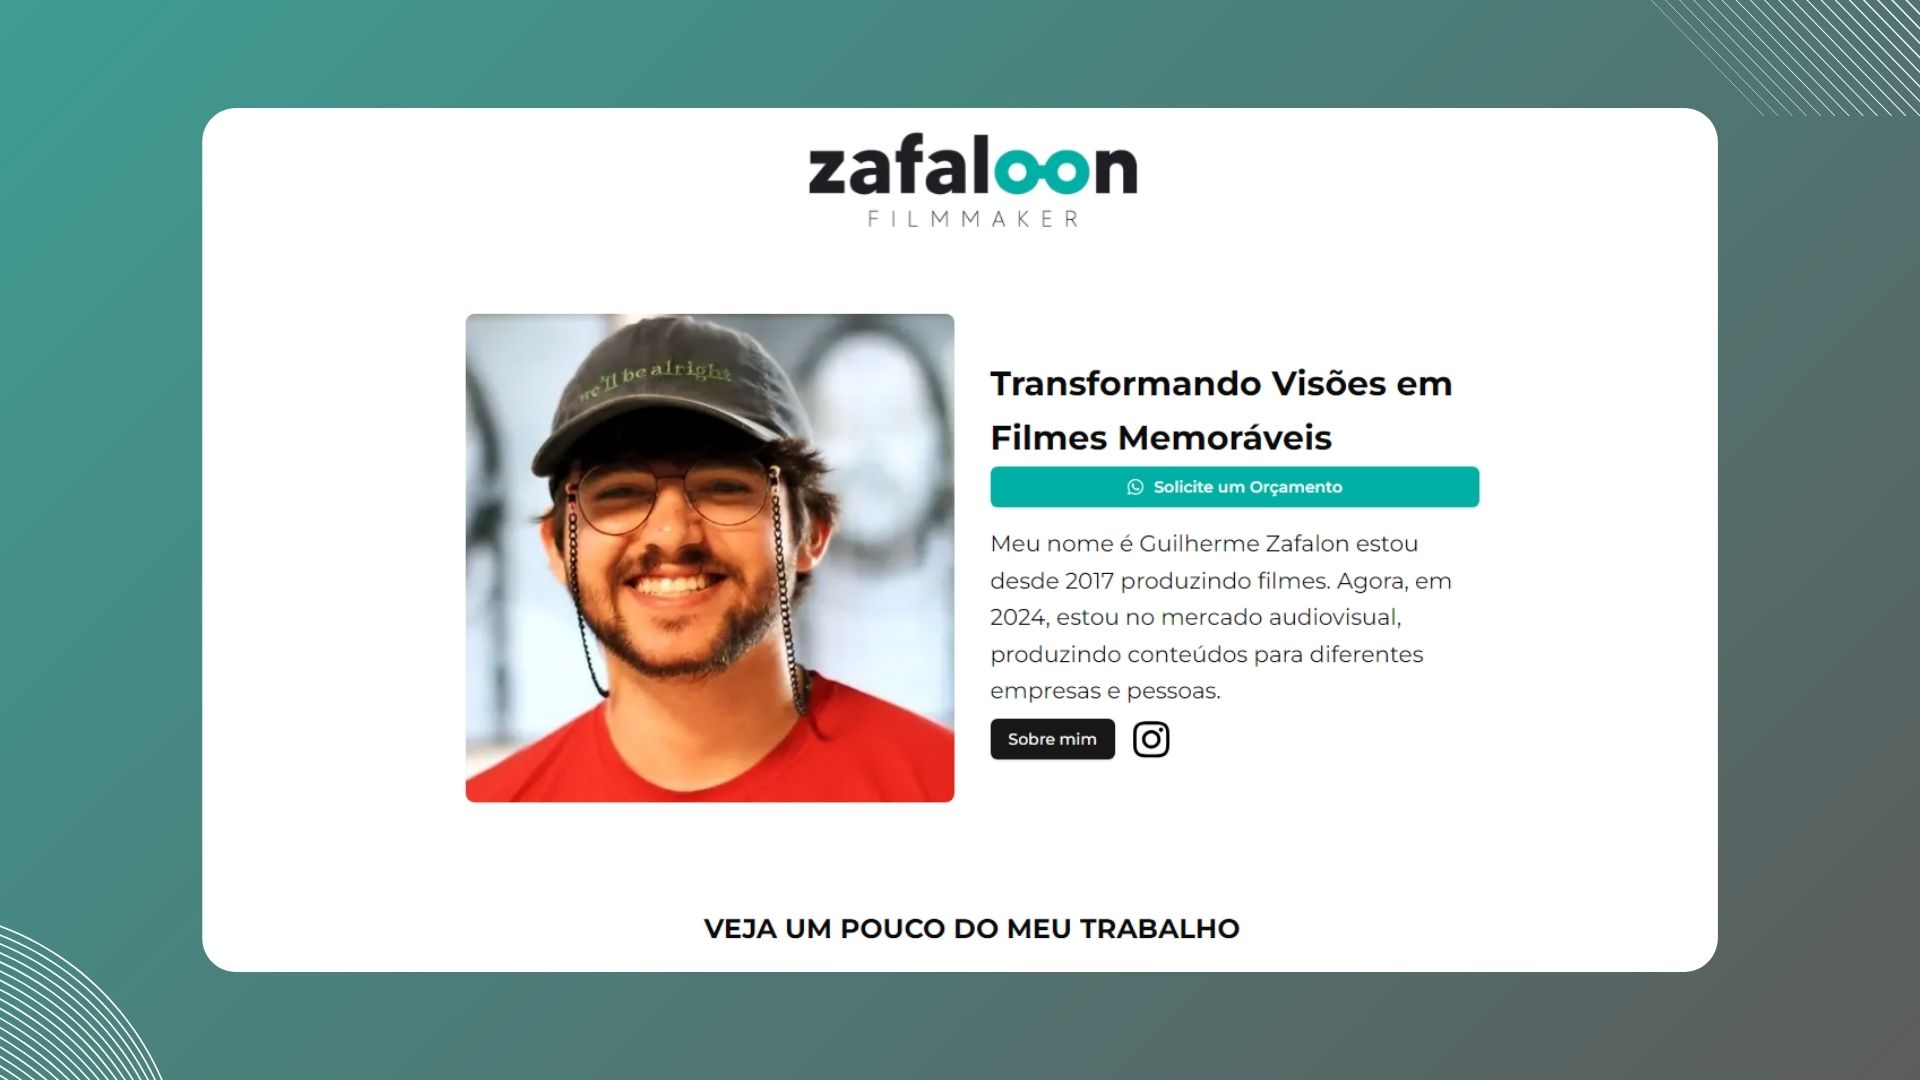 zafaloon
FILMMAKER
we'll be alright
Transformando Visões em
Filmes Memoráveis
Solicite um Orçamento
Meu nome é Guilherme Zafalon estou
desde 2017 produzindo filmes. Agora, em
2024, estou no mercado audiovisual,
produzindo conteúdos para diferentes
empresas e pessoas.
Sobre mim
VEJA UM POUCO DO MEU TRABALHO